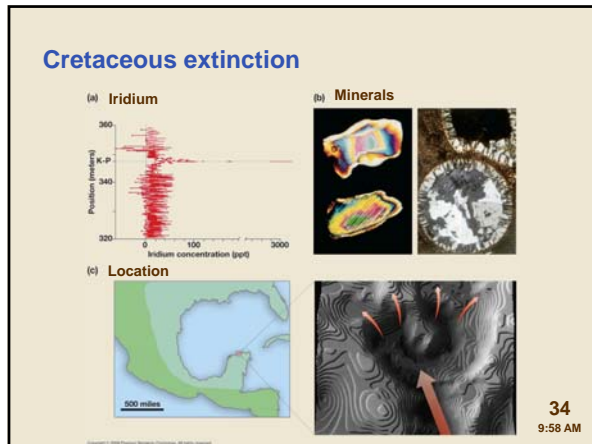 Cretaceous extinction
(a) Iridium
360
K-P
340
320
Position (meters)
0 100 200 3000
Iridium concentration (ppt)
(b) Minerals
(c) Location
500 miles
34
9:58 AM